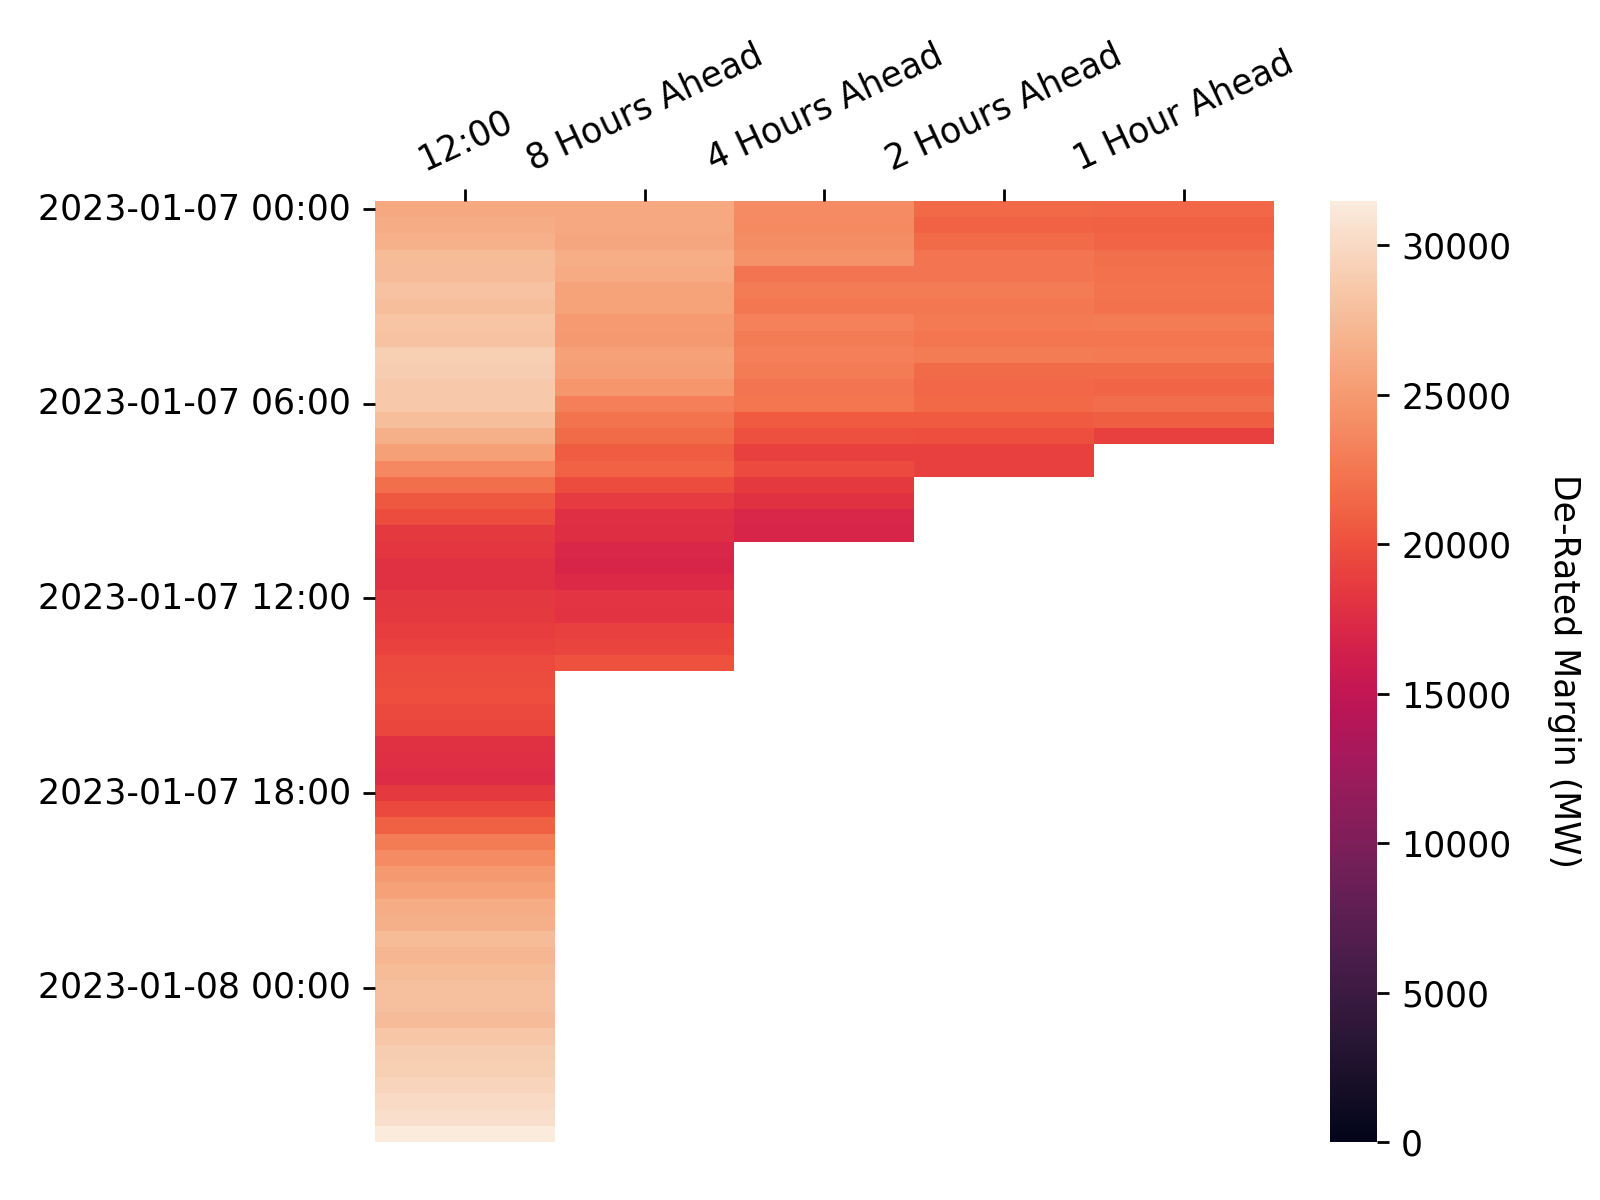 12:00
8 Hours Ahead
4 Hours Ahead
2 Hours Ahead
1 Hour Ahead
2023-01-07 00:00
2023-01-07 06:00
2023-01-07 12:00
2023-01-07 18:00
2023-01-08 00:00
30000
25000
20000
15000
10000
5000
0
De-Rated Margin (MW)